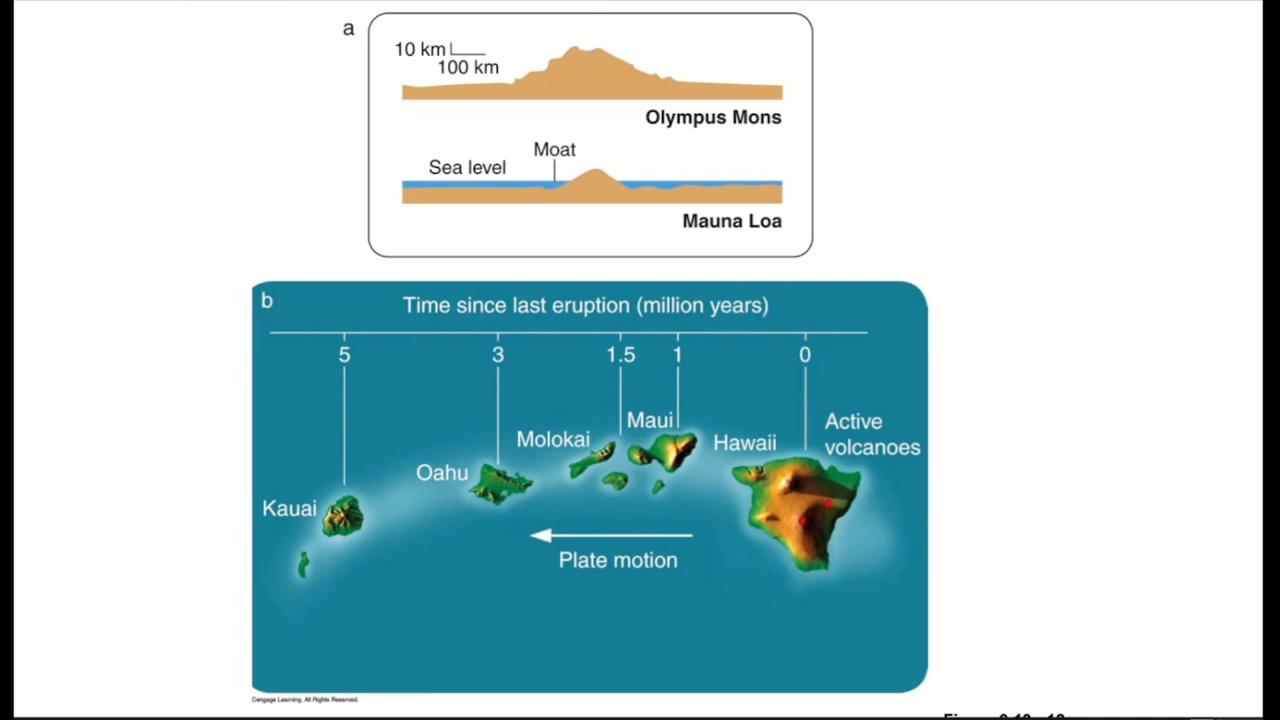 a
10 km
100 km
Olympus Mons
Moat
Sea level
Mauna Loa
b
Time since last eruption (million years)
5 3 1.5 1 0
Active
volcanoes
Maui
Molokai
Hawaii
Oahu
Kauai
Plate motion
Cengage Learning. All Rights Reserved.